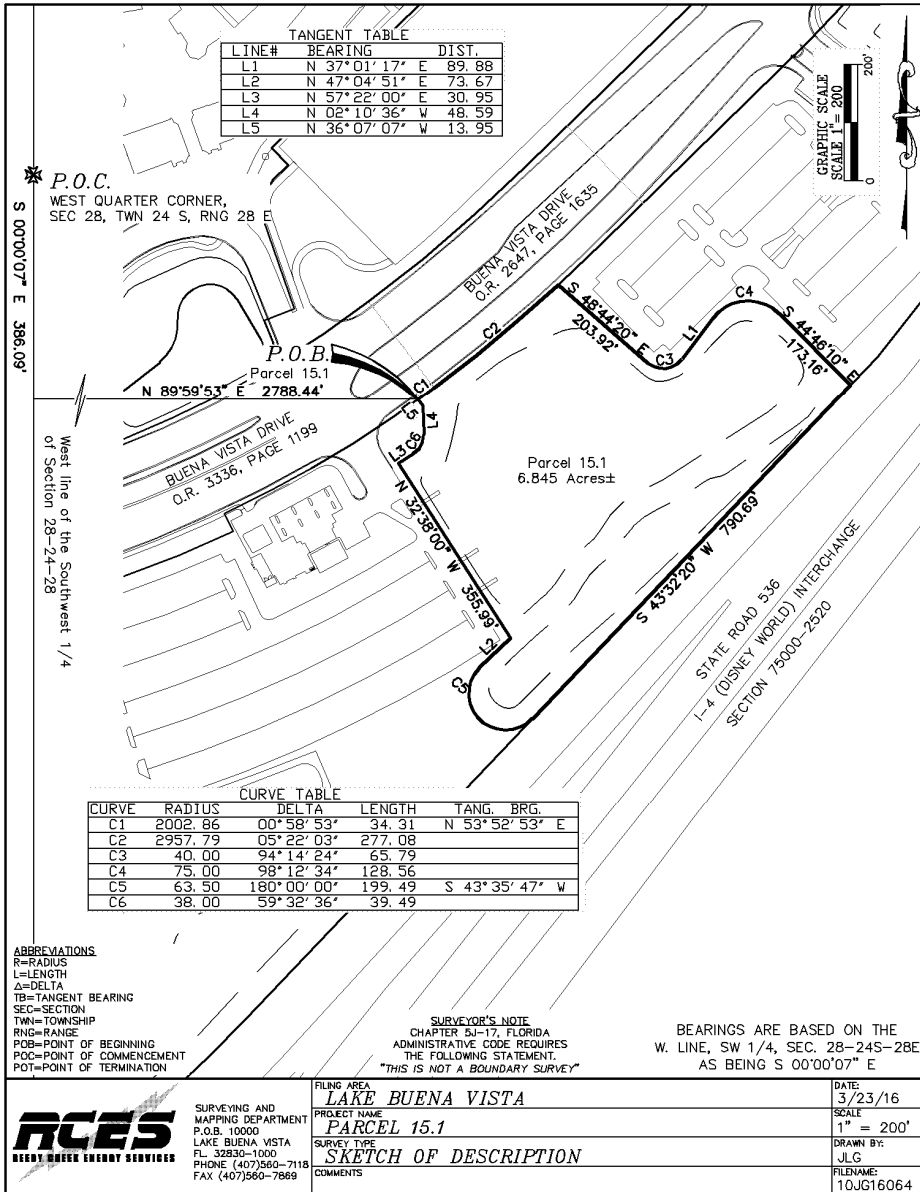 TANGENT TABLE
LINE# BEARING DIST.
L1 N 37°01'17" E 89.88
L2 N 47°04'51" E 73.67
L3 N 57°22'00" E 30.95
L4 N 02°10'36" W 48.59
L5 N 36°07'07" W 13.95
GRAPHIC SCALE
SCALE 1" = 200
0
200'
P.O.C.
WEST QUARTER CORNER,
SEC 28, TWN 24 S, RNG 28 E
S 00°00'07" E 386.09'
BUENA VISTA DRIVE
O.R. 2647, PAGE 1635
C4
S 48°44'20" E
203.92'
C3
L1
S 44°46'10" E
173.16'
C2
P.O.B.
Parcel 15.1
N 89°59'53" E 2788.44'
C1
L5
L4
C6
L3
BUENA VISTA DRIVE
O.R. 3336, PAGE 1199
West line of the Southwest 1/4
of Section 28-24-28
Parcel 15.1
6.845 Acres±
N 32°38'00" W 355.99'
S 43°32'20" W 790.69'
L2
C5
STATE ROAD 536
I-4 (DISNEY WORLD) INTERCHANGE
SECTION 75000-2520
CURVE TABLE
CURVE RADIUS DELTA LENGTH TANG. BRG.
C1 2002.86 00°58'53" 34.31 N 53°52'53" E
C2 2957.79 05°22'03" 277.08
C3 40.00 94°14'24" 65.79
C4 75.00 98°12'34" 128.56
C5 63.50 180°00'00" 199.49 S 43°35'47" W
C6 38.00 59°32'36" 39.49
ABBREVIATIONS
R=RADIUS
L=LENGTH
Δ=DELTA
TB=TANGENT BEARING
SEC=SECTION
TWN=TOWNSHIP
RNG=RANGE
POB=POINT OF BEGINNING
POC=POINT OF COMMENCEMENT
POT=POINT OF TERMINATION
SURVEYOR'S NOTE
CHAPTER 5J-17, FLORIDA
ADMINISTRATIVE CODE REQUIRES
THE FOLLOWING STATEMENT.
"THIS IS NOT A BOUNDARY SURVEY"
BEARINGS ARE BASED ON THE
W. LINE, SW 1/4, SEC. 28-24S-28E
AS BEING S 00°00'07" E
RCES
REEDY CREEK ENERGY SERVICES
SURVEYING AND
MAPPING DEPARTMENT
P.O.B. 10000
LAKE BUENA VISTA
FL. 32830-1000
PHONE (407)560-7118
FAX (407)560-7869
FILING AREA
LAKE BUENA VISTA
PROJECT NAME
PARCEL 15.1
SURVEY TYPE
SKETCH OF DESCRIPTION
COMMENTS
DATE:
3/23/16
SCALE
1" = 200'
DRAWN BY:
JLG
FILENAME:
10JG16064